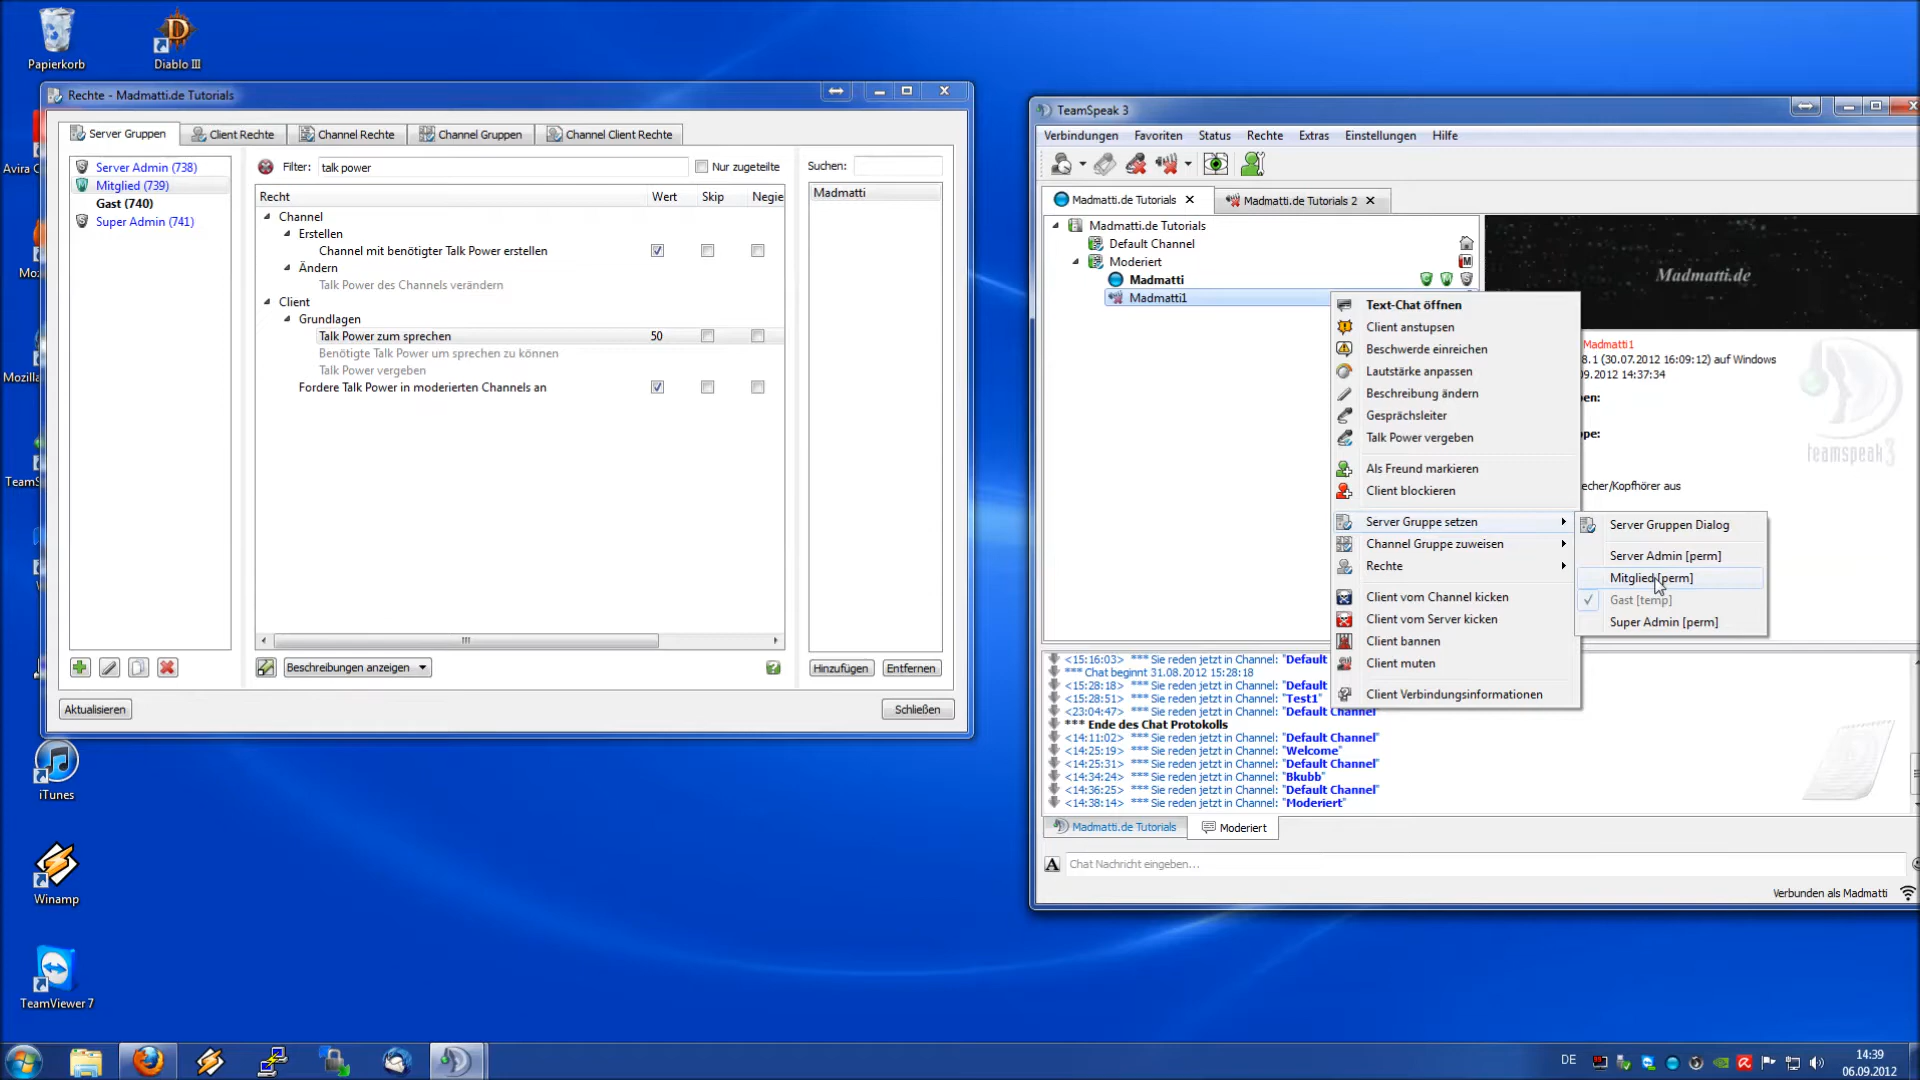 Papierkorb
Diablo III
Avira C
Mo:
Mozilla
TeamS
iTunes
Winamp
TeamViewer 7
Rechte - Madmatti.de Tutorials
Server Gruppen
Client Rechte
Channel Rechte
Channel Gruppen
Channel Client Rechte
Server Admin (738)
Mitglied (739)
Gast (740)
Super Admin (741)
Filter: talk power
Nur zugeteilte
Suchen:
Recht Wert Skip Negie
Madmatti
Channel
Erstellen
Channel mit benötigter Talk Power erstellen
Ändern
Talk Power des Channels verändern
Client
Grundlagen
Talk Power zum sprechen 50
Benötigte Talk Power um sprechen zu können
Talk Power vergeben
Fordere Talk Power in moderierten Channels an
Beschreibungen anzeigen
Hinzufügen
Entfernen
Aktualisieren
Schließen
TeamSpeak 3
Verbindungen Favoriten Status Rechte Extras Einstellungen Hilfe
Madmatti.de Tutorials
Madmatti.de Tutorials 2
Madmatti.de Tutorials
Default Channel
Moderiert
Madmatti
Madmatti1
Madmatti.de
Madmatti1
8.1 (30.07.2012 16:09:12) auf Windows
09.2012 14:37:34
en:
pe:
echer/Kopfhörer aus
teamspeak3
Text-Chat öffnen
Client anstupsen
Beschwerde einreichen
Lautstärke anpassen
Beschreibung ändern
Gesprächsleiter
Talk Power vergeben
Als Freund markieren
Client blockieren
Server Gruppe setzen
Channel Gruppe zuweisen
Rechte
Client vom Channel kicken
Client vom Server kicken
Client bannen
Client muten
Client Verbindungsinformationen
Server Gruppen Dialog
Server Admin [perm]
Mitglied [perm]
Gast [temp]
Super Admin [perm]
<15:16:03> *** Sie reden jetzt in Channel: "Default
*** Chat beginnt 31.08.2012 15:28:18
<15:28:18> *** Sie reden jetzt in Channel: "Default
<15:28:51> *** Sie reden jetzt in Channel: "Test1"
<23:04:47> *** Sie reden jetzt in Channel: "Default Channel"
*** Ende des Chat Protokolls
<14:11:02> *** Sie reden jetzt in Channel: "Default Channel"
<14:25:19> *** Sie reden jetzt in Channel: "Welcome"
<14:25:31> *** Sie reden jetzt in Channel: "Default Channel"
<14:34:24> *** Sie reden jetzt in Channel: "Bkubb"
<14:36:25> *** Sie reden jetzt in Channel: "Default Channel"
<14:38:14> *** Sie reden jetzt in Channel: "Moderiert"
Madmatti.de Tutorials
Moderiert
Chat Nachricht eingeben...
Verbunden als Madmatti
DE
14:39
06.09.2012